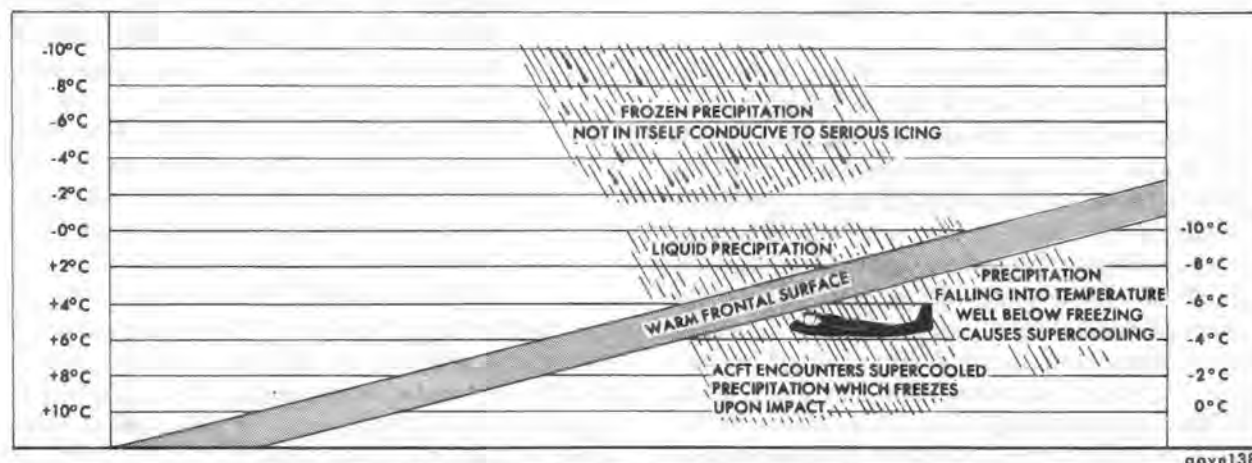 -10°C
-8°C
-6°C
-4°C
-2°C
-0°C
+2°C
+4°C
+6°C
+8°C
+10°C
FROZEN PRECIPITATION
NOT IN ITSELF CONDUCIVE TO SERIOUS ICING
LIQUID PRECIPITATION
WARM FRONTAL SURFACE
PRECIPITATION
FALLING INTO TEMPERATURE
WELL BELOW FREEZING
CAUSES SUPERCOOLING
ACFT ENCOUNTERS SUPERCOOLED
PRECIPITATION WHICH FREEZES
UPON IMPACT
-10°C
-8°C
-6°C
-4°C
-2°C
0°C